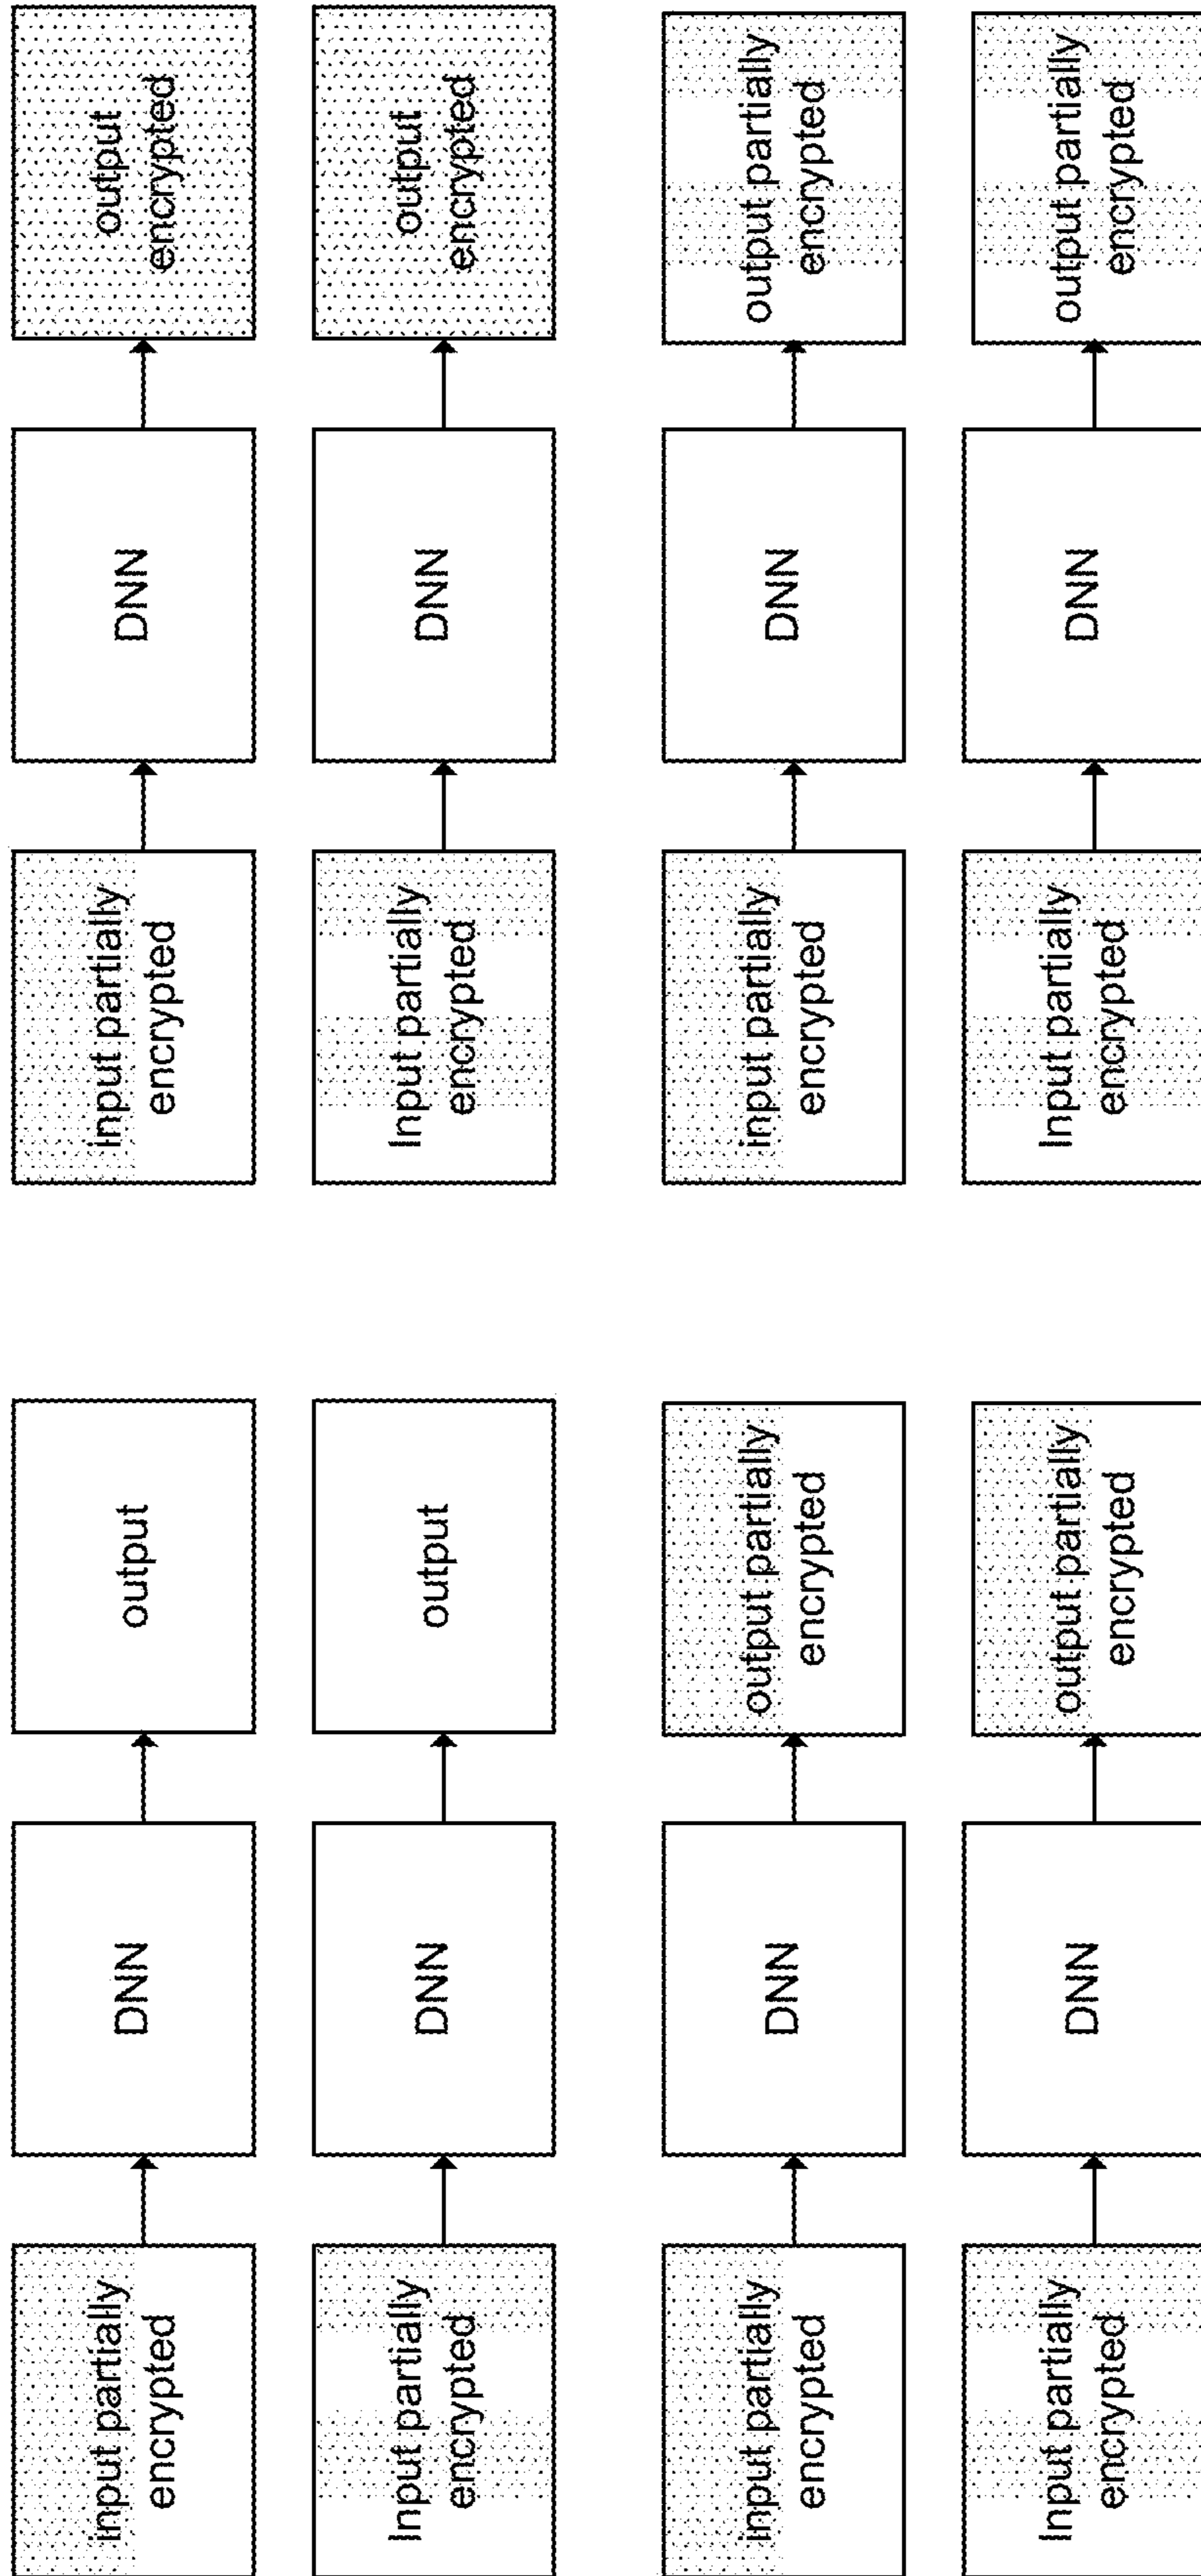 input partially
encrypted
DNN
output
input partially
encrypted
DNN
output
encrypted
Input partially
encrypted
DNN
output
Input partially
encrypted
DNN
output
encrypted
input partially
encrypted
DNN
output partially
encrypted
input partially
encrypted
DNN
output partially
encrypted
Input partially
encrypted
DNN
output partially
encrypted
Input partially
encrypted
DNN
output partially
encrypted